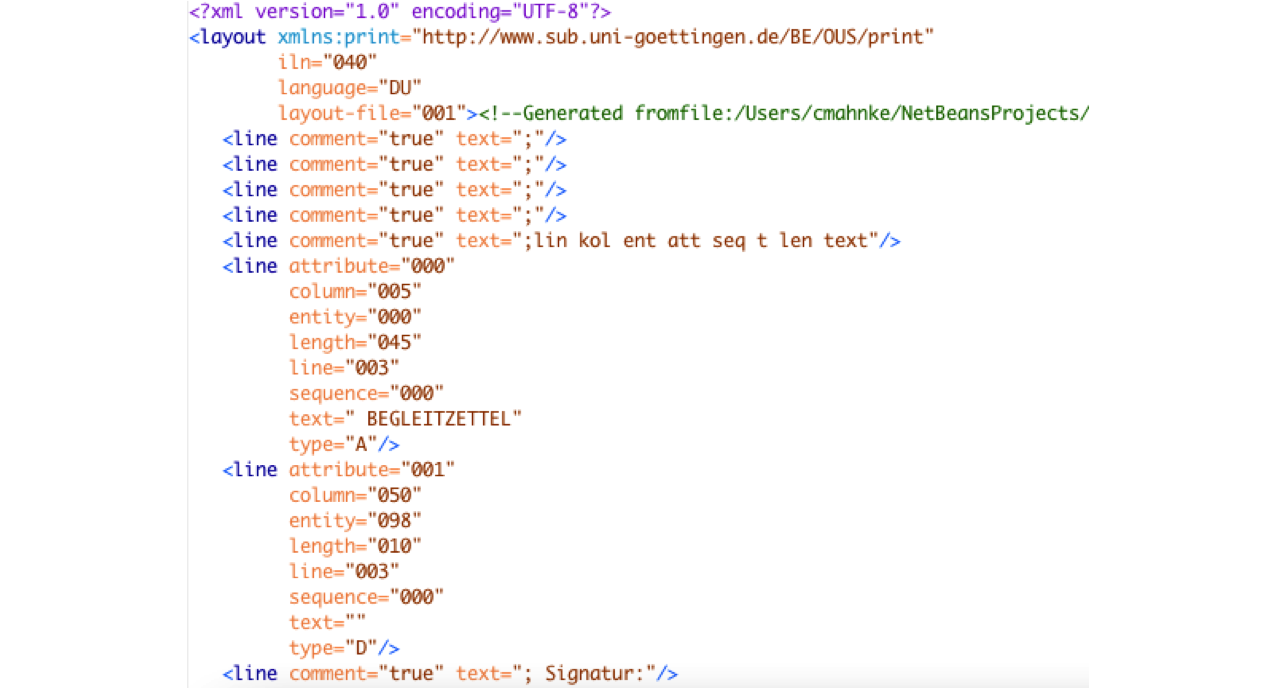 <?xml version="1.0" encoding="UTF-8"?>
<layout xmlns:print="http://www.sub.uni-goettingen.de/BE/OUS/print"
iln="040"
language="DU"
layout-file="001"><!--Generated fromfile:/Users/cmahnke/NetBeansProjects/
<line comment="true" text=";"/>
<line comment="true" text=";"/>
<line comment="true" text=";"/>
<line comment="true" text=";"/>
<line comment="true" text=";lin kol ent att seq t len text"/>
<line attribute="000"
column="005"
entity="000"
length="045"
line="003"
sequence="000"
text=" BEGLEITZETTEL"
type="A"/>
<line attribute="001"
column="050"
entity="098"
length="010"
line="003"
sequence="000"
text=""
type="D"/>
<line comment="true" text="; Signatur:"/>